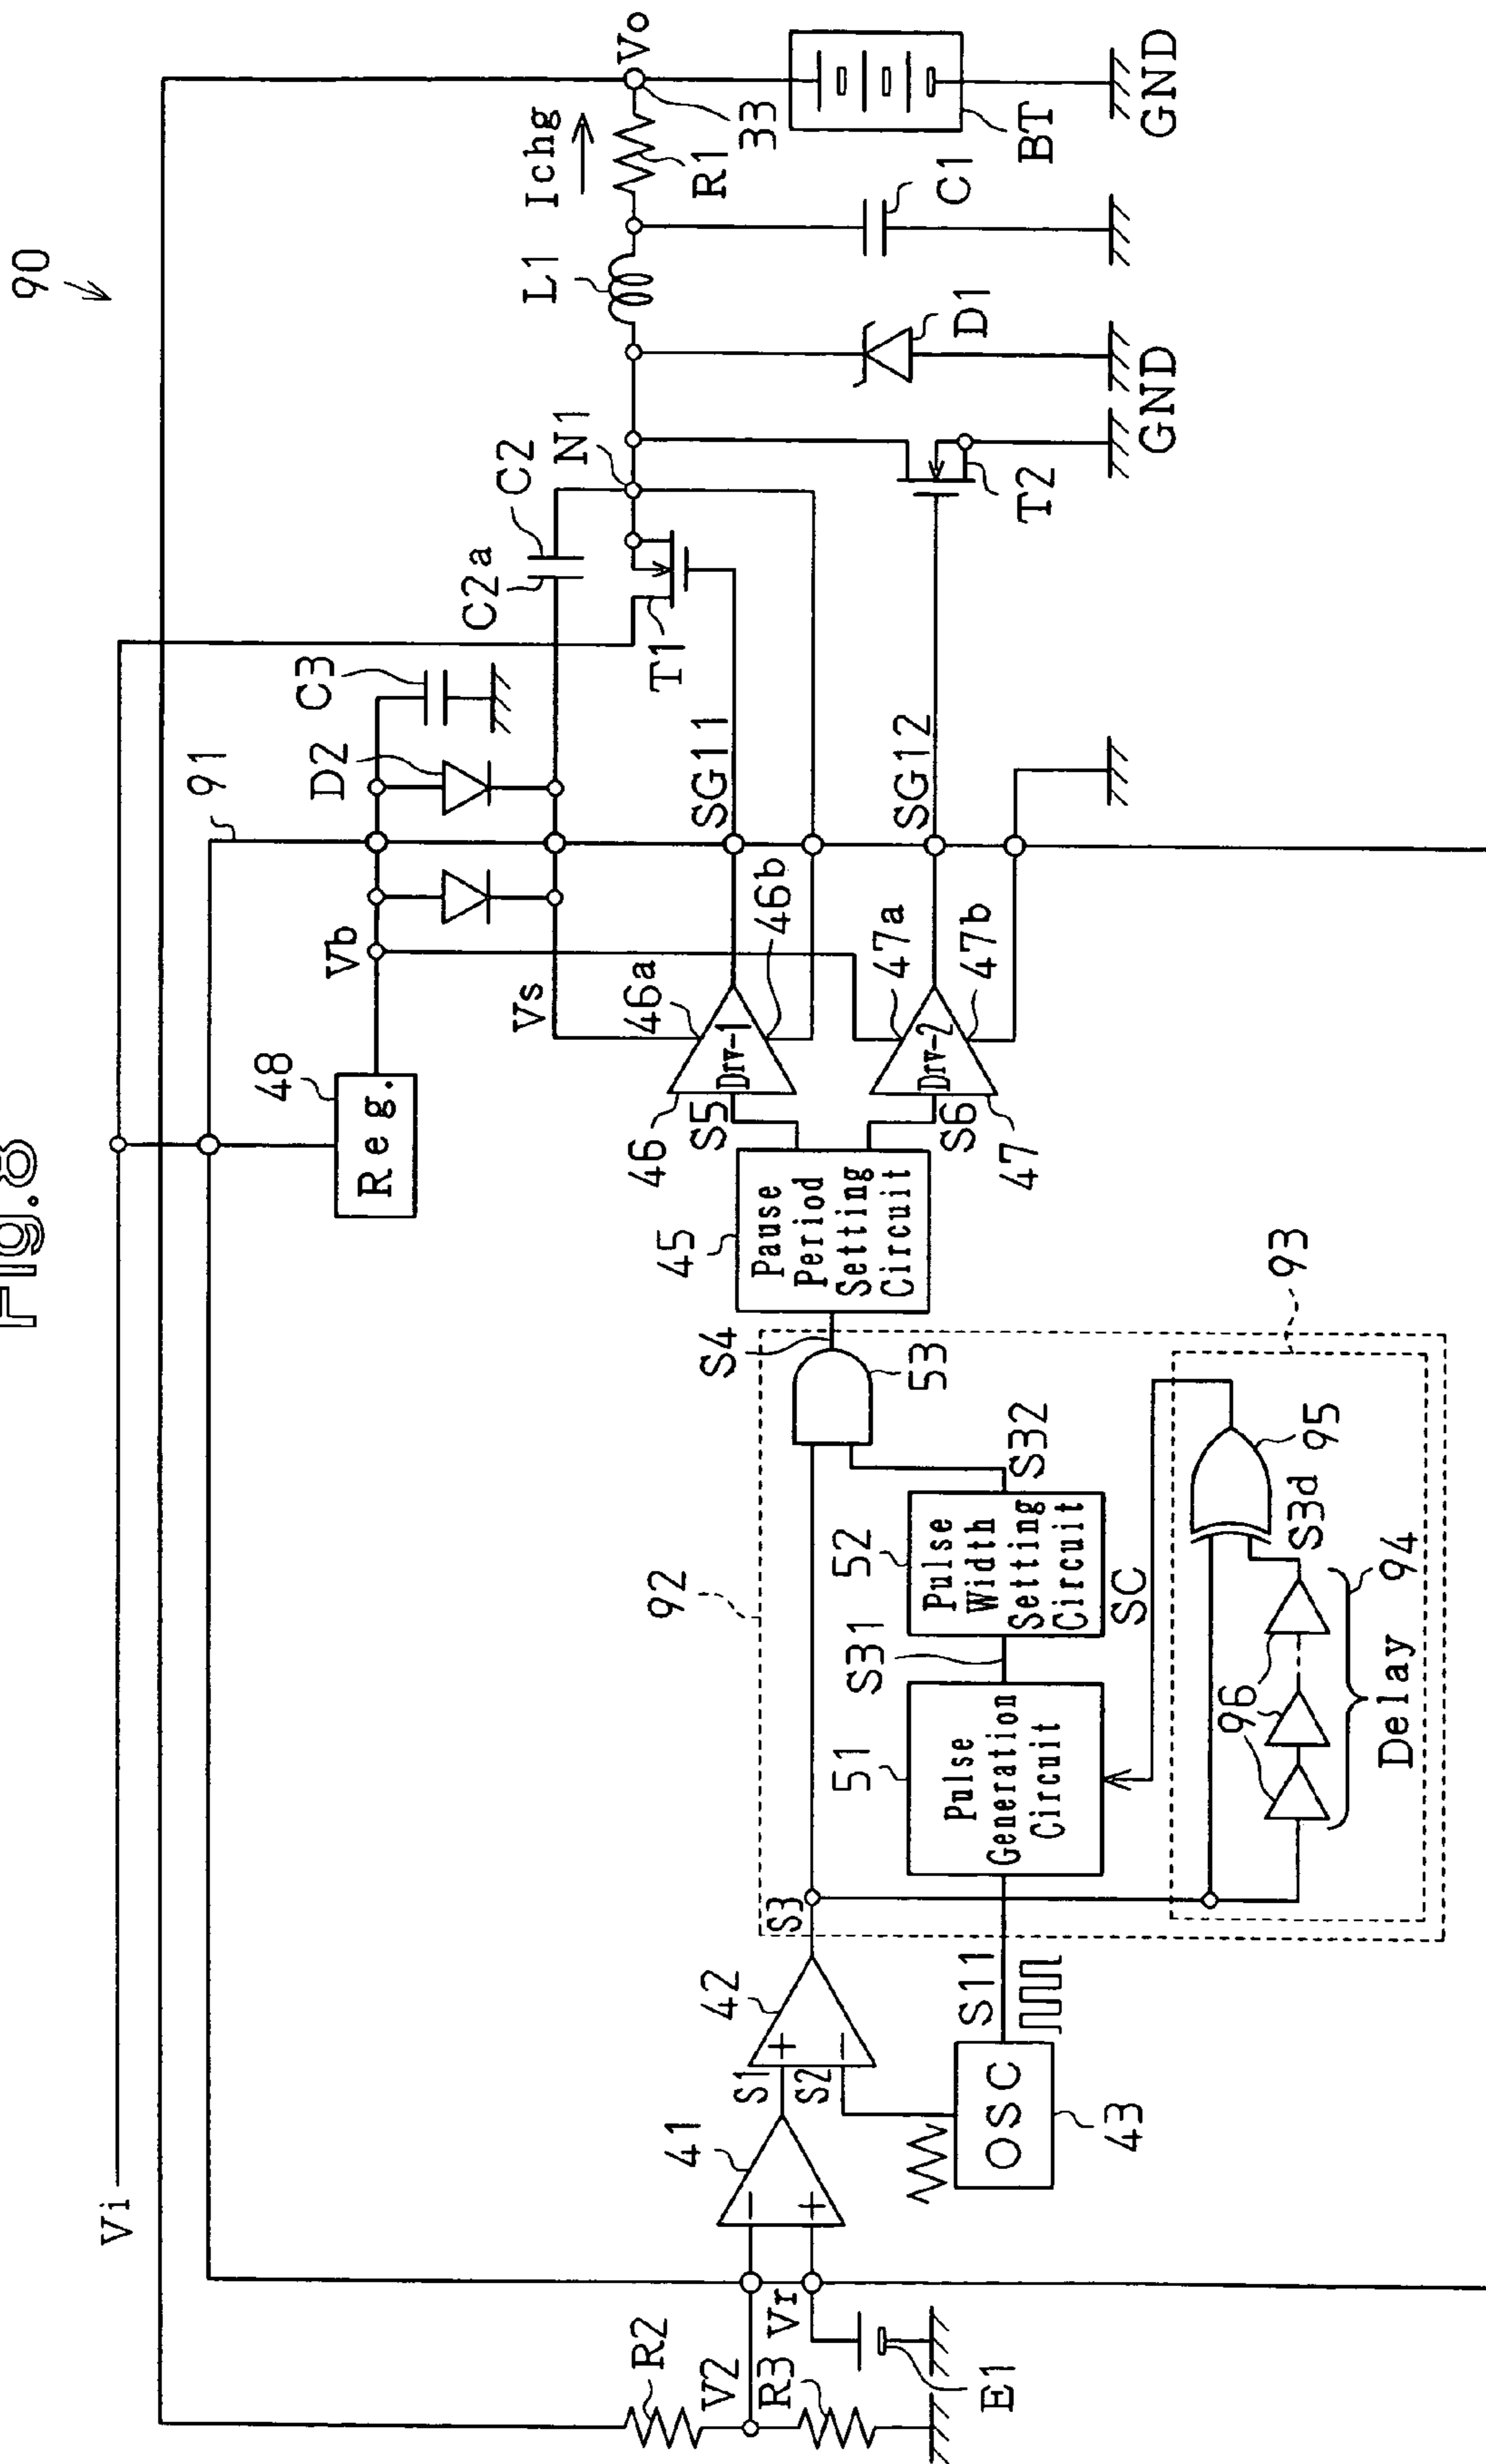 Fig.8
90
Vi
91
48
Reg.
Vb
D2
C3
Vs
C2a
C2
N1
L1
Ichg
R1
33
Vo
T1
BT
GND
C1
D1
GND
T2
SG11
SG12
46a
46b
47a
47b
46
Drv-1
S5
Drv-2
S6
47
45
Pause
Period
Setting
Circuit
S4
53
92
S32
52
Pulse
Width
Setting
Circuit
S31
51
Pulse
Generation
Circuit
SC
93
95
S3d
96
94
Delay
S3
42
+
−
S1
S2
S11
OSC
43
41
−
+
R2
V2
Vr
R3
E1